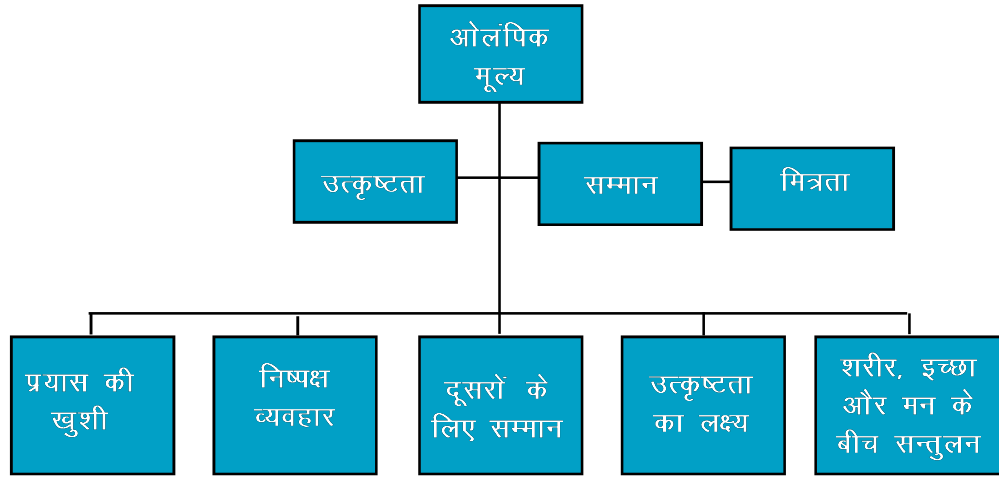 ओलंपिक
मूल्य
उत्कृष्टता
सम्मान
मित्रता
प्रयास की
खुशी
निष्पक्ष
व्यवहार
दूसरों के
लिए सम्मान
उत्कृष्टता
का लक्ष्य
शरीर, इच्छा
और मन के
बीच सन्तुलन